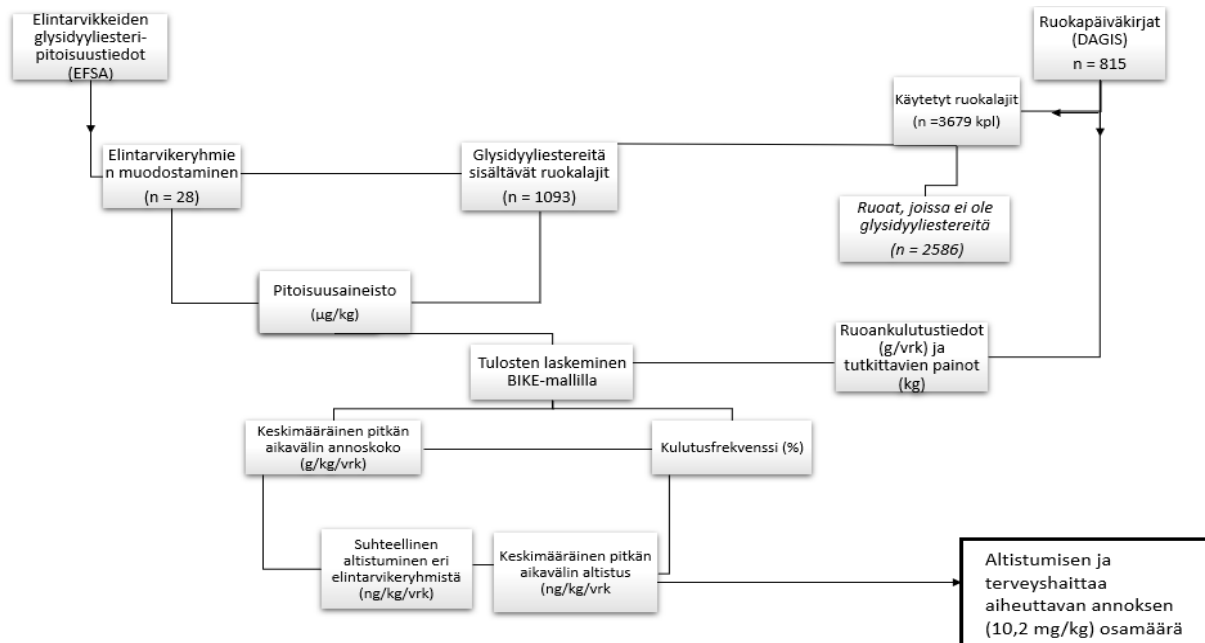 Elintarvikkeiden
glysidyyliesteri-
pitoisuustiedot
(EFSA)
Ruokapäiväkirjat
(DAGIS)
n = 815
Käytetyt ruokalajit
(n =3679 kpl)
Elintarvikeryhmie
n muodostaminen
(n = 28)
Glysidyyliestereitä
sisältävät ruokalajit
(n = 1093)
Ruoat, joissa ei ole
glysidyyliestereitä
(n = 2586)
Pitoisuusaineisto
(µg/kg)
Tulosten laskeminen
BIKE-mallilla
Ruoankulutustiedot
(g/vrk) ja
tutkittavien painot
(kg)
Keskimääräinen pitkän
aikavälin annoskoko
(g/kg/vrk)
Kulutusfrekvenssi (%)
Suhteellinen
altistuminen eri
elintarvikeryhmistä
(ng/kg/vrk)
Keskimääräinen pitkän
aikavälin altistus
(ng/kg/vrk
Altistumisen ja
terveyshaittaa
aiheuttavan annoksen
(10,2 mg/kg) osamäärä